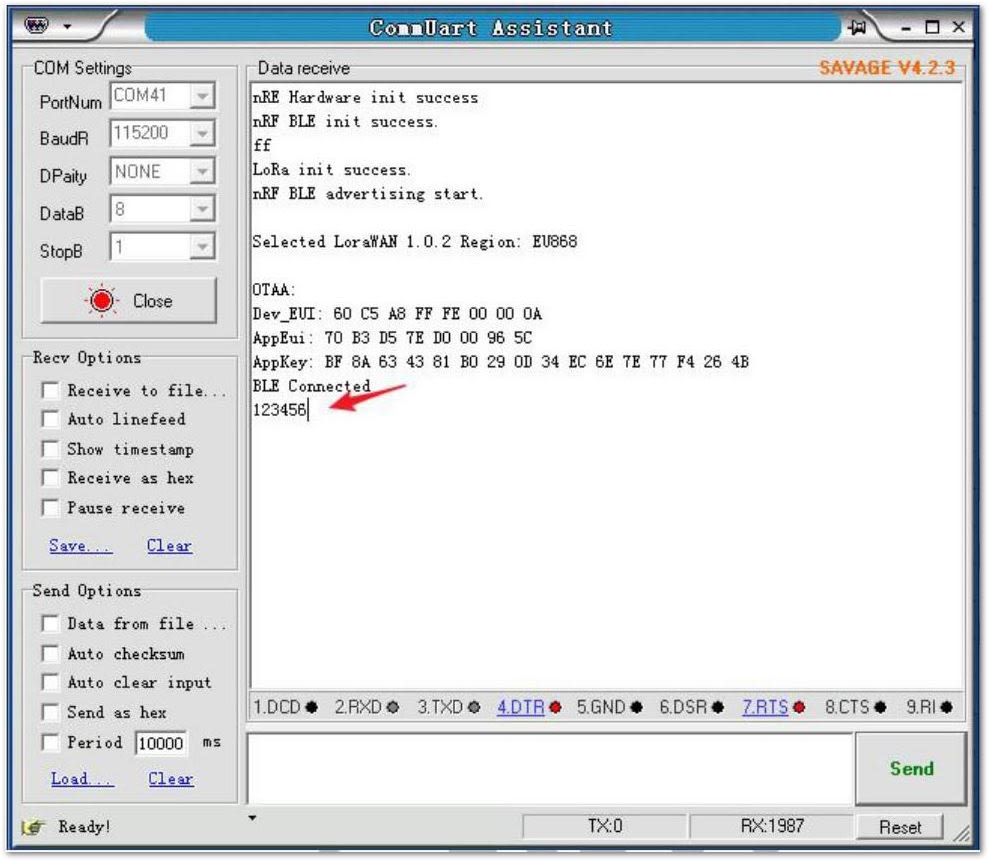 CommUart Assistant
COM Settings
PortNum COM41
BaudR 115200
DPaity NONE
DataB 8
StopB 1
Close
Recv Options
Receive to file...
Auto linefeed
Show timestamp
Receive as hex
Pause receive
Save... Clear
Send Options
Data from file ...
Auto checksum
Auto clear input
Send as hex
Period 10000 ms
Load... Clear
Data receive SAVAGE V4.2.3
nRE Hardware init success
nRF BLE init success.
ff
LoRa init success.
nRF BLE advertising start.
Selected LoraWAN 1.0.2 Region: EU868
OTAA:
Dev_EUI: 60 C5 A8 FF FE 00 00 0A
AppEui: 70 B3 D5 7E D0 00 96 5C
AppKey: BF 8A 63 43 81 B0 29 0D 34 EC 6E 7E 77 F4 26 4B
BLE Connected
123456
1.DCD 2.RXD 3.TXD 4.DTR 5.GND 6.DSR 7.RTS 8.CTS 9.RI
Send
Ready! TX:0 RX:1987 Reset